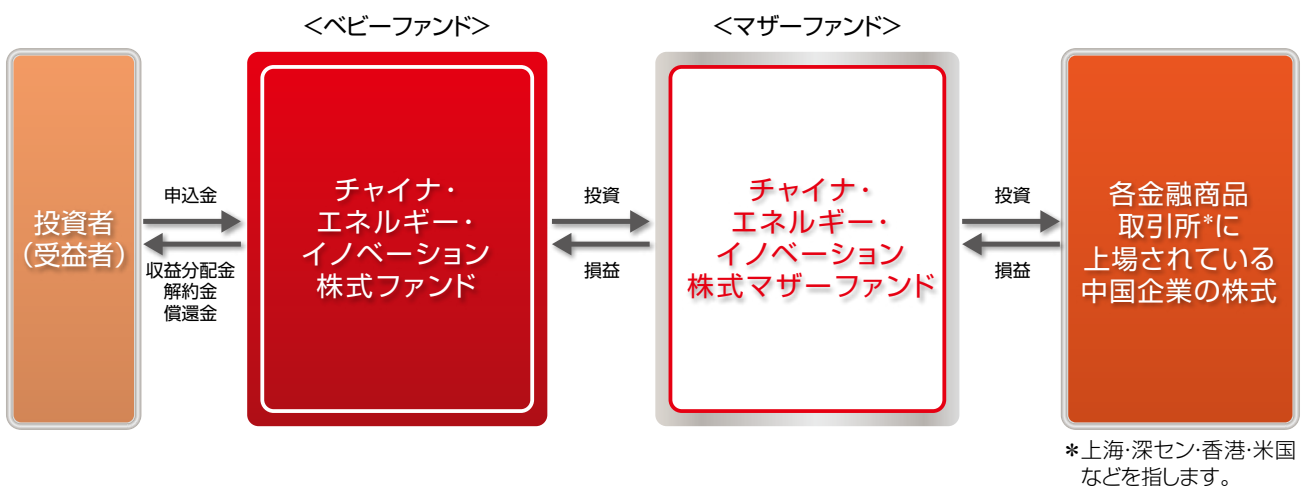 <ベビーファンド>
<マザーファンド>
投資者
（受益者）
申込金
収益分配金
解約金
償還金
チャイナ・
エネルギー・
イノベーション
株式ファンド
投資
損益
チャイナ・
エネルギー・
イノベーション
株式マザーファンド
投資
損益
各金融商品
取引所*に
上場されている
中国企業の株式
*上海・深セン・香港・米国
などを指します。